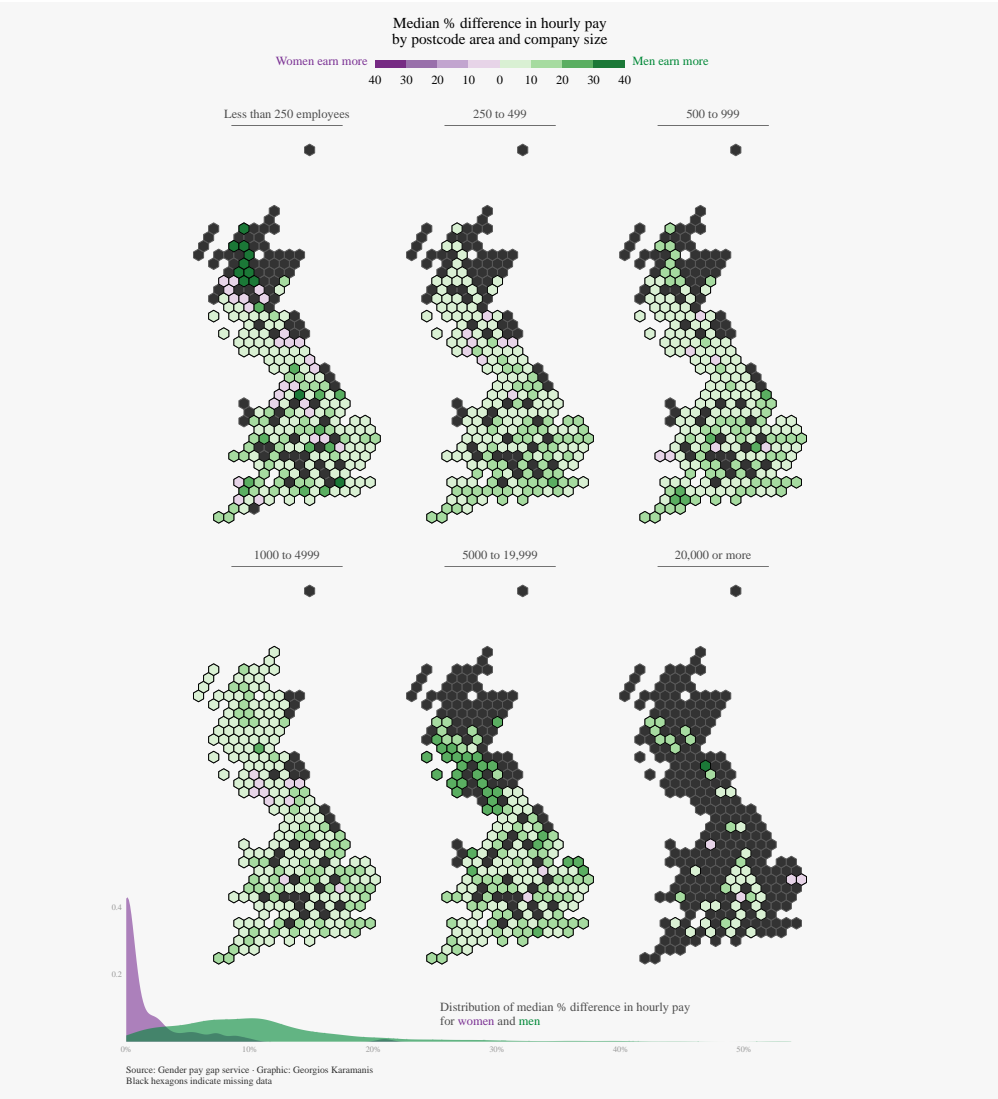 Median % difference in hourly pay
by postcode area and company size
Women earn more
Men earn more
40 30 20 10 0 10 20 30 40
Less than 250 employees
250 to 499
500 to 999
1000 to 4999
5000 to 19,999
20,000 or more
0.4
0.2
Distribution of median % difference in hourly pay
for women and men
0% 10% 20% 30% 40% 50%
Source: Gender pay gap service · Graphic: Georgios Karamanis
Black hexagons indicate missing data